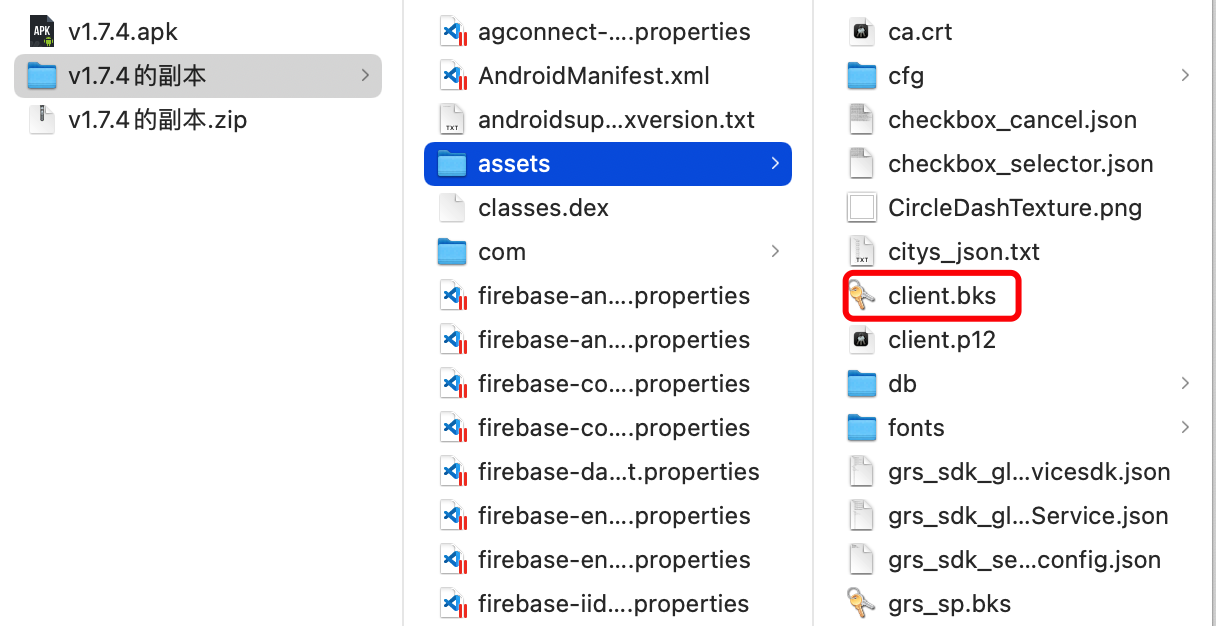 v1.7.4.apk
v1.7.4的副本
v1.7.4的副本.zip
agconnect-....properties
AndroidManifest.xml
androidsup...xversion.txt
assets
classes.dex
com
firebase-an....properties
firebase-an....properties
firebase-co....properties
firebase-co....properties
firebase-da...t.properties
firebase-en....properties
firebase-en....properties
firebase-iid....properties
ca.crt
cfg
checkbox_cancel.json
checkbox_selector.json
CircleDashTexture.png
citys_json.txt
client.bks
client.p12
db
fonts
grs_sdk_gl...vicesdk.json
grs_sdk_gl...Service.json
grs_sdk_se...config.json
grs_sp.bks
APK
TXT
TXT